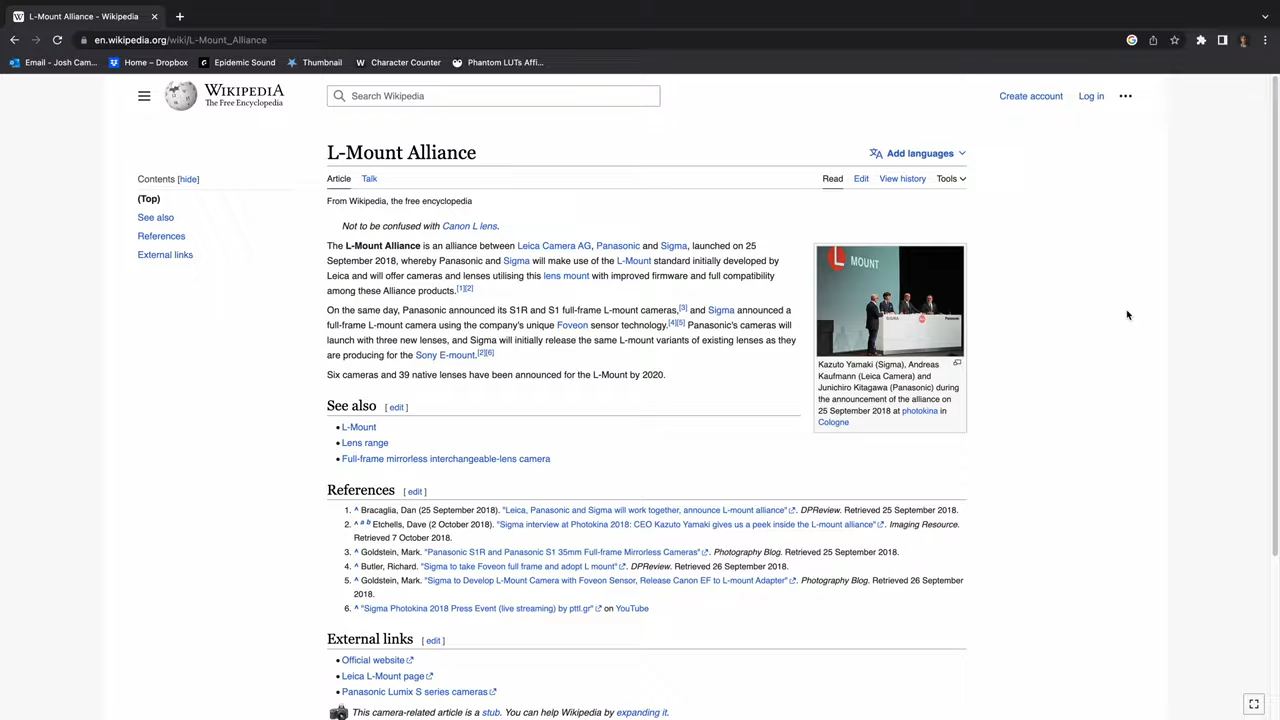 L-Mount Alliance - Wikipedia
en.wikipedia.org/wiki/L-Mount_Alliance
Email – Josh Cam...
Home – Dropbox
Epidemic Sound
Thumbnail
Character Counter
Phantom LUTs Affi...
WIKIPEDIA
The Free Encyclopedia
Search Wikipedia
Create account
Log in
L-Mount Alliance
Add languages
Contents [hide]
(Top)
See also
References
External links
Article
Talk
Read
Edit
View history
Tools
From Wikipedia, the free encyclopedia
Not to be confused with Canon L lens.
The L-Mount Alliance is an alliance between Leica Camera AG, Panasonic and Sigma, launched on 25
September 2018, whereby Panasonic and Sigma will make use of the L-Mount standard initially developed by
Leica and will offer cameras and lenses utilising this lens mount with improved firmware and full compatibility
among these Alliance products.[1][2]
On the same day, Panasonic announced its S1R and S1 full-frame L-mount cameras,[3] and Sigma announced a
full-frame L-mount camera using the company's unique Foveon sensor technology.[4][5] Panasonic's cameras will
launch with three new lenses, and Sigma will initially release the same L-mount variants of existing lenses as they
are producing for the Sony E-mount.[2][6]
Six cameras and 39 native lenses have been announced for the L-Mount by 2020.
L MOUNT
SIGMA
Panasonic
Kazuto Yamaki (Sigma), Andreas
Kaufmann (Leica Camera) and
Junichiro Kitagawa (Panasonic) during
the announcement of the alliance on
25 September 2018 at photokina in
Cologne
See also [ edit ]
• L-Mount
• Lens range
• Full-frame mirrorless interchangeable-lens camera
References [ edit ]
1. ^ Bracaglia, Dan (25 September 2018). "Leica, Panasonic and Sigma will work together, announce L-mount alliance". DPReview. Retrieved 25 September 2018.
2. ^ a b Etchells, Dave (2 October 2018). "Sigma interview at Photokina 2018: CEO Kazuto Yamaki gives us a peek inside the L-mount alliance". Imaging Resource.
Retrieved 7 October 2018.
3. ^ Goldstein, Mark. "Panasonic S1R and Panasonic S1 35mm Full-frame Mirrorless Cameras". Photography Blog. Retrieved 25 September 2018.
4. ^ Butler, Richard. "Sigma to take Foveon full frame and adopt L mount". DPReview. Retrieved 26 September 2018.
5. ^ Goldstein, Mark. "Sigma to Develop L-Mount Camera with Foveon Sensor, Release Canon EF to L-mount Adapter". Photography Blog. Retrieved 26 September
2018.
6. ^ "Sigma Photokina 2018 Press Event (live streaming) by pttl.gr" on YouTube
External links [ edit ]
• Official website
• Leica L-Mount page
• Panasonic Lumix S series cameras
This camera-related article is a stub. You can help Wikipedia by expanding it.